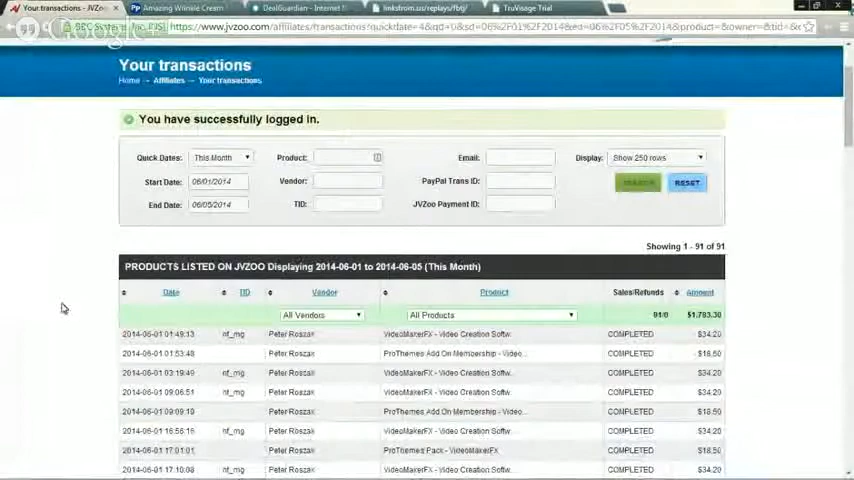 Your transactions - JVZoo
Amazing Wrinkle Cream
DealGuardian - Internet
linkstrom.us/replays/fbtj/
TruVisage Trial
https://www.jvzoo.com/affiliates/transactions?quickdate=4&qd=0&sd=06%2F01%2F2014&ed=06%2F05%2F2014&product=&owner=&tid=
Google+
Your transactions
Home → Affiliates → Your transactions
You have successfully logged in.
Quick Dates: This Month Product: Email: Display: Show 250 rows
Start Date: 06/01/2014 Vendor: PayPal Trans ID: SEARCH RESET
End Date: 06/05/2014 TID: JVZoo Payment ID:
Showing 1 - 91 of 91
PRODUCTS LISTED ON JVZOO Displaying 2014-06-01 to 2014-06-05 (This Month)
Date TID Vendor Product Sales/Refunds Amount
All Vendors All Products 91/0 $1,783.30
2014-06-01 01:49:13 nf_mg Peter Roszak VideoMakerFX - Video Creation Softw... COMPLETED $34.20
2014-06-01 01:53:48 Peter Roszak ProThemes Add On Membership - Video... COMPLETED $18.50
2014-06-01 03:19:49 nf_mg Peter Roszak VideoMakerFX - Video Creation Softw... COMPLETED $34.20
2014-06-01 09:06:51 nf_mg Peter Roszak VideoMakerFX - Video Creation Softw... COMPLETED $34.20
2014-06-01 09:09:19 Peter Roszak ProThemes Add On Membership - Video... COMPLETED $18.50
2014-06-01 16:56:16 nf_mg Peter Roszak VideoMakerFX - Video Creation Softw... COMPLETED $34.20
2014-06-01 17:01:01 Peter Roszak ProThemes Pack - VideoMakerFX COMPLETED $18.50
2014-06-01 17:10:08 nf_mg Peter Roszak VideoMakerFX - Video Creation Softw... COMPLETED $34.20